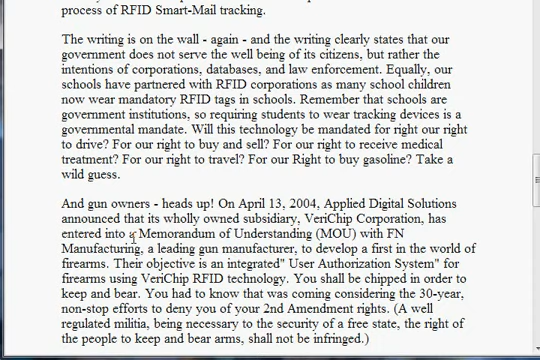 process of RFID Smart-Mail tracking.
The writing is on the wall - again - and the writing clearly states that our
government does not serve the well being of its citizens, but rather the
intentions of corporations, databases, and law enforcement. Equally, our
schools have partnered with RFID corporations as many school children
now wear mandatory RFID tags in schools. Remember that schools are
government institutions, so requiring students to wear tracking devices is a
governmental mandate. Will this technology be mandated for right our right
to drive? For our right to buy and sell? For our right to receive medical
treatment? For our right to travel? For our Right to buy gasoline? Take a
wild guess.
And gun owners - heads up! On April 13, 2004, Applied Digital Solutions
announced that its wholly owned subsidiary, VeriChip Corporation, has
entered into a Memorandum of Understanding (MOU) with FN
Manufacturing, a leading gun manufacturer, to develop a first in the world of
firearms. Their objective is an integrated" User Authorization System" for
firearms using VeriChip RFID technology. You shall be chipped in order to
keep and bear. You had to know that was coming considering the 30-year,
non-stop efforts to deny you of your 2nd Amendment rights. (A well
regulated militia, being necessary to the security of a free state, the right of
the people to keep and bear arms, shall not be infringed.)